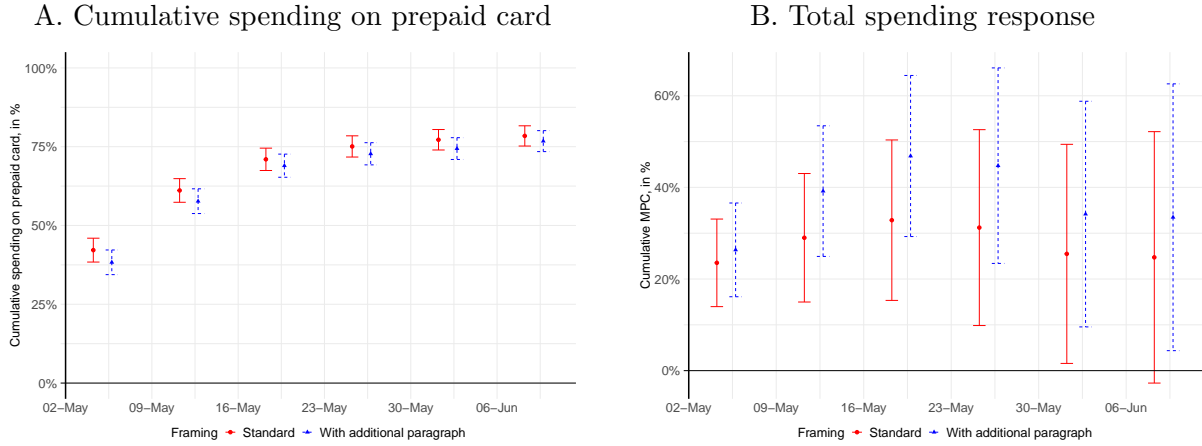 A. Cumulative spending on prepaid card
Cumulative spending on prepaid card, in %
100%
75%
50%
25%
0%
02–May 09–May 16–May 23–May 30–May 06–Jun
Framing Standard With additional paragraph
B. Total spending response
Cumulative MPC, in %
60%
40%
20%
0%
02–May 09–May 16–May 23–May 30–May 06–Jun
Framing Standard With additional paragraph